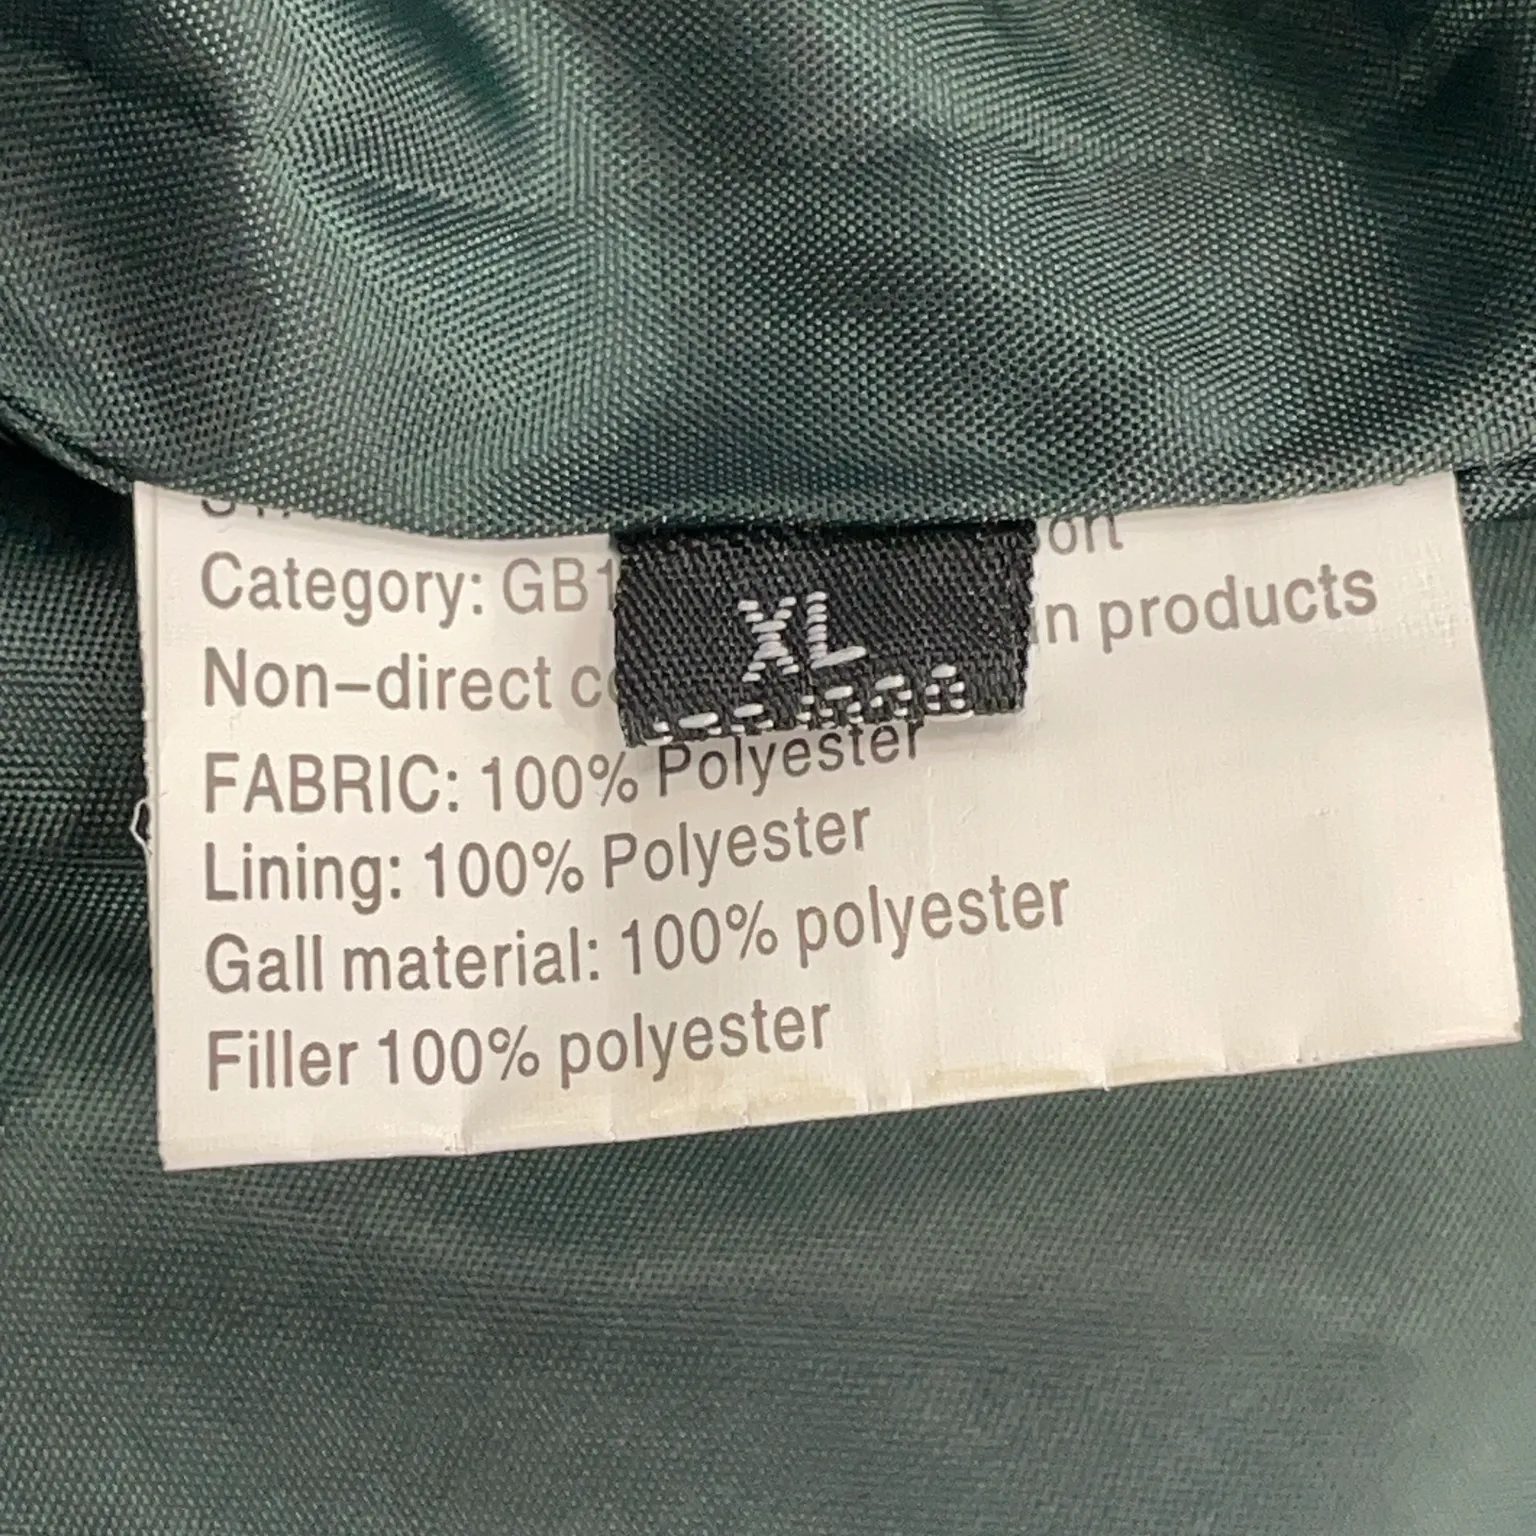 Category: GB1
Non-direct
n products
FABRIC: 100% Polyester
Lining: 100% Polyester
Gall material: 100% polyester
Filler 100% polyester
XL